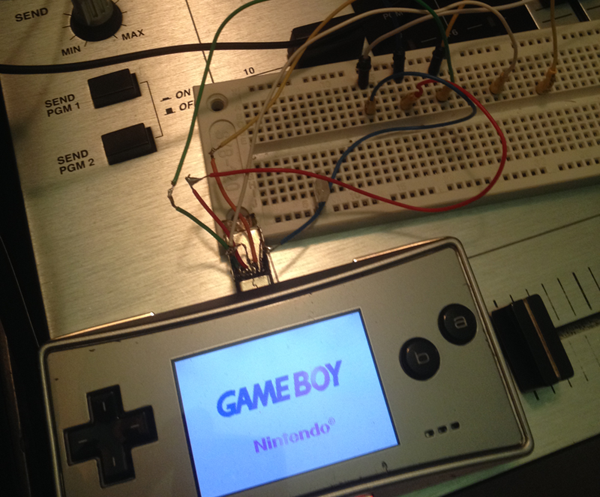 SEND
MIN
MAX
10
SEND
PGM 1
ON
OF
SEND
PGM 2
GAME BOY
Nintendo®
a
b